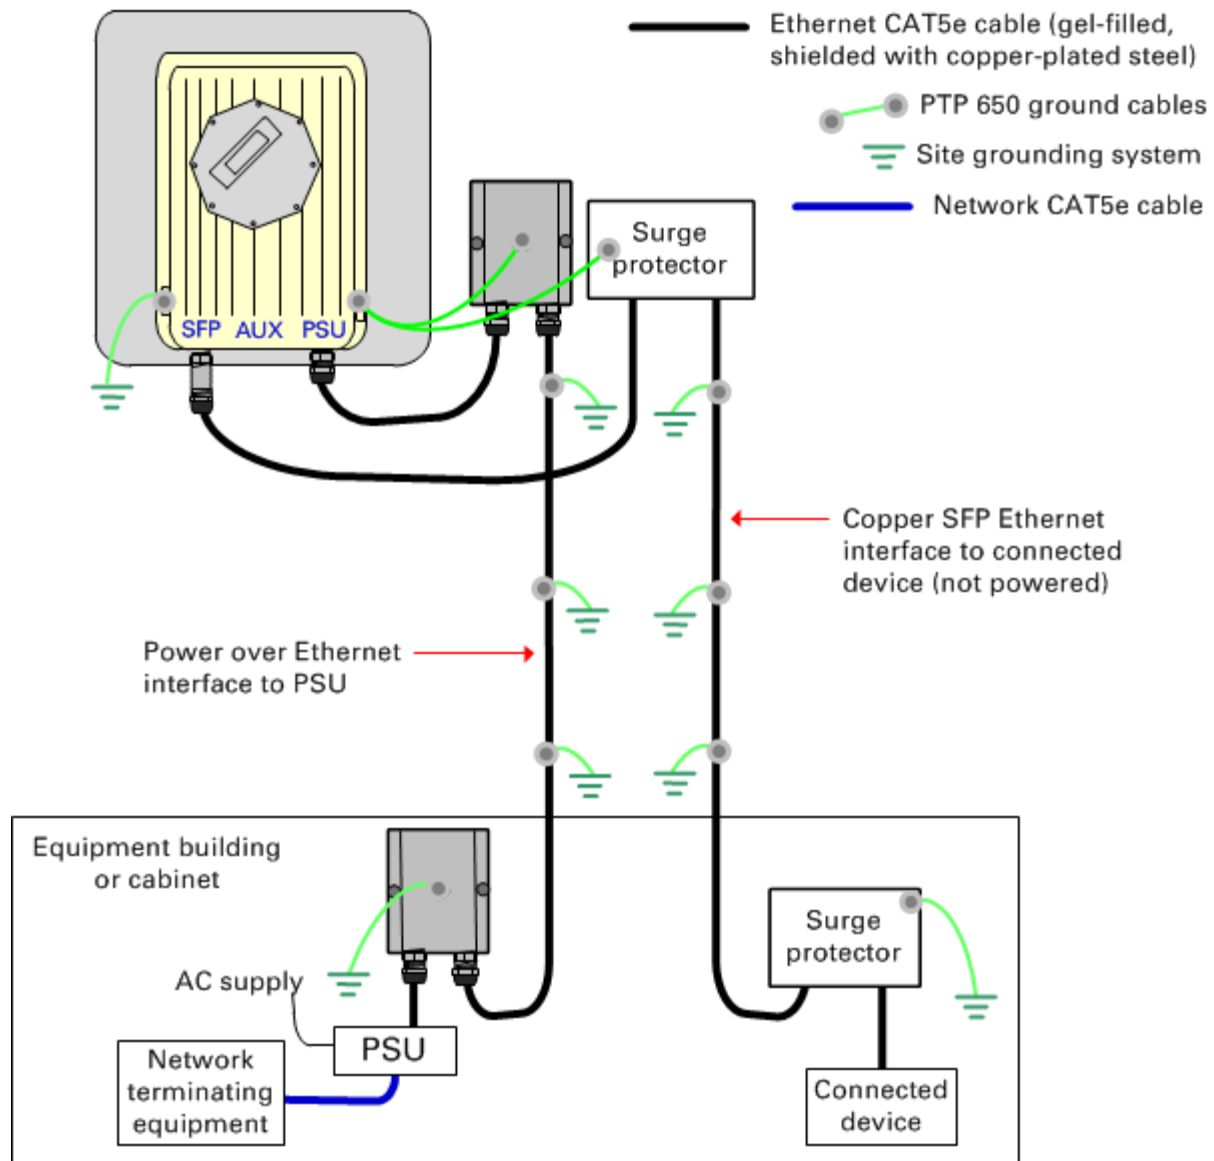 Ethernet CAT5e cable (gel-filled,
shielded with copper-plated steel)
PTP 650 ground cables
Site grounding system
Network CAT5e cable
Surge
protector
SFP AUX PSU
Copper SFP Ethernet
interface to connected
device (not powered)
Power over Ethernet
interface to PSU
Equipment building
or cabinet
Surge
protector
AC supply
PSU
Network
terminating
equipment
Connected
device